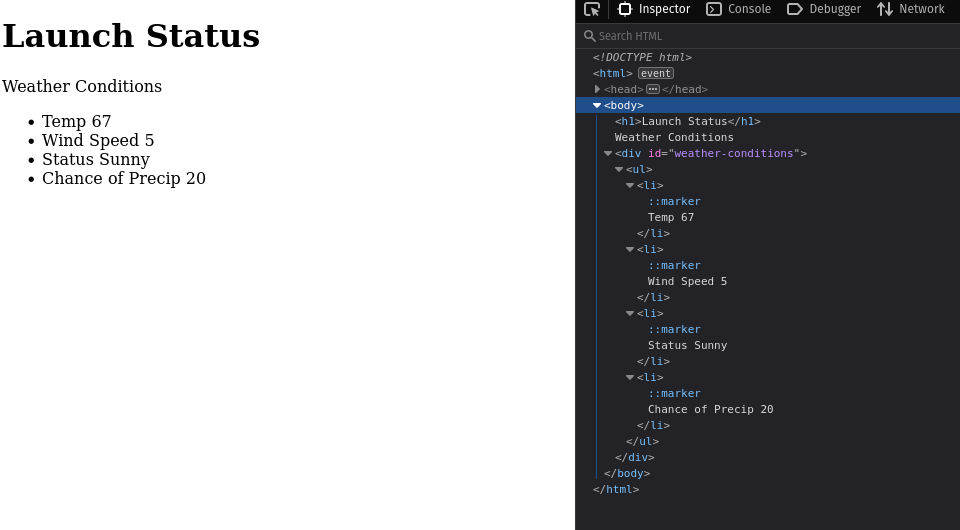 Launch Status
Weather Conditions
• Temp 67
• Wind Speed 5
• Status Sunny
• Chance of Precip 20
Inspector Console Debugger Network
Search HTML
<!DOCTYPE html>
<html> event
<head> ••• </head>
<body>
<h1>Launch Status</h1>
Weather Conditions
<div id="weather-conditions">
<ul>
<li>
::marker
Temp 67
</li>
<li>
::marker
Wind Speed 5
</li>
<li>
::marker
Status Sunny
</li>
<li>
::marker
Chance of Precip 20
</li>
</ul>
</div>
</body>
</html>